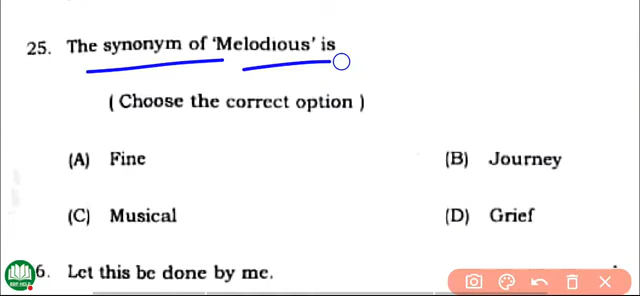 25. The synonym of ‘Melodious’ is
( Choose the correct option )
(A) Fine
(B) Journey
(C) Musical
(D) Grief
6. Let this be done by me.